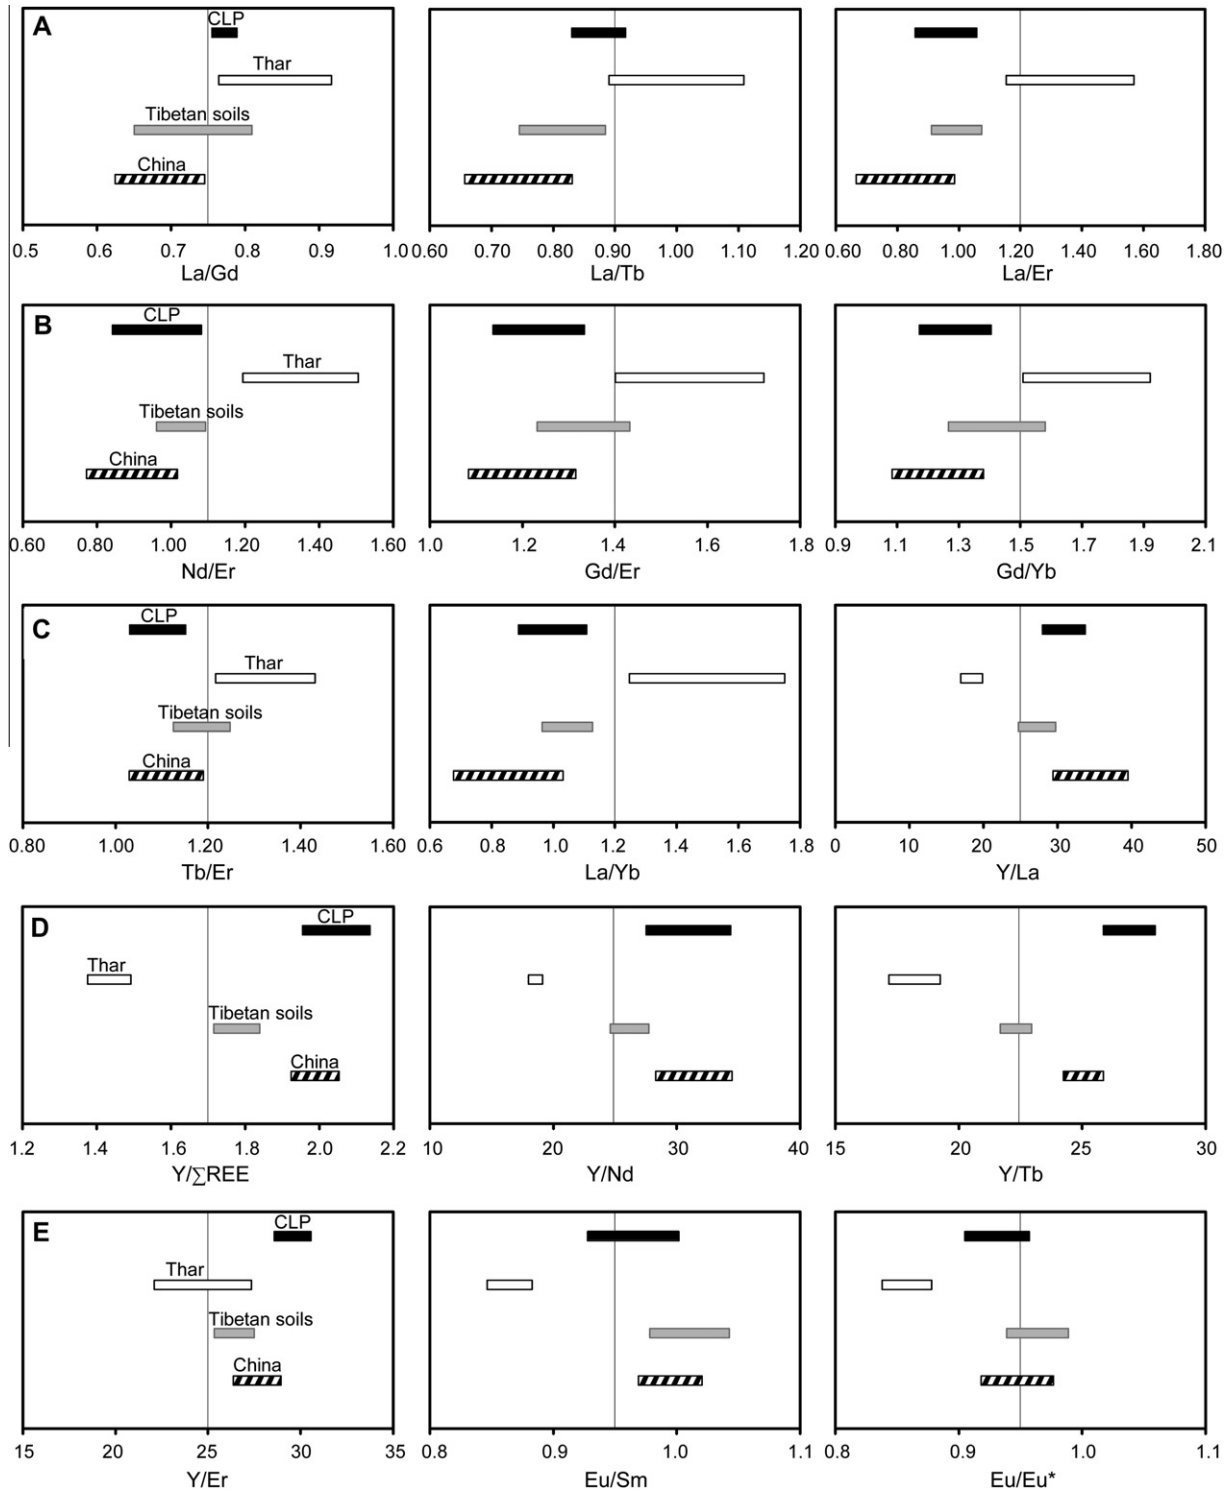 A
CLP
Thar
Tibetan soils
China
0.5 0.6 0.7 0.8 0.9 1.0
La/Gd
0.60 0.70 0.80 0.90 1.00 1.10 1.20
La/Tb
0.60 0.80 1.00 1.20 1.40 1.60 1.80
La/Er
B
CLP
Thar
Tibetan soils
China
0.60 0.80 1.00 1.20 1.40 1.60
Nd/Er
1.0 1.2 1.4 1.6 1.8
Gd/Er
0.9 1.1 1.3 1.5 1.7 1.9 2.1
Gd/Yb
C
CLP
Thar
Tibetan soils
China
0.80 1.00 1.20 1.40 1.60
Tb/Er
0.6 0.8 1.0 1.2 1.4 1.6 1.8
La/Yb
0 10 20 30 40 50
Y/La
D
CLP
Thar
Tibetan soils
China
1.2 1.4 1.6 1.8 2.0 2.2
Y/∑REE
10 20 30 40
Y/Nd
15 20 25 30
Y/Tb
E
CLP
Thar
Tibetan soils
China
15 20 25 30 35
Y/Er
0.8 0.9 1.0 1.1
Eu/Sm
0.8 0.9 1.0 1.1
Eu/Eu*